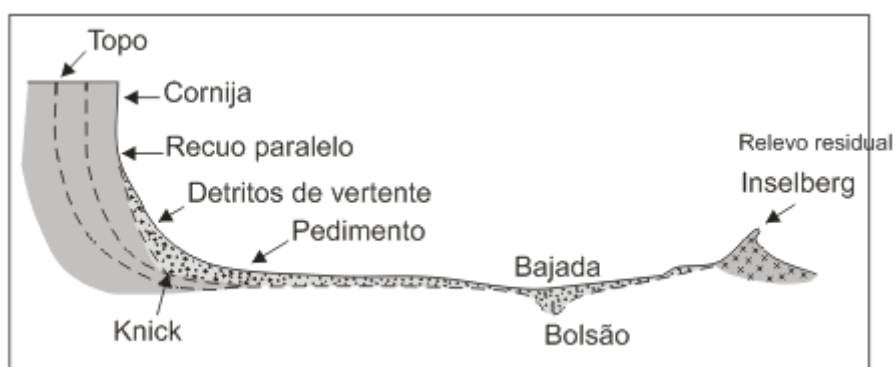 Topo
Cornija
Recuo paralelo
Relevo residual
Detritos de vertente
Inselberg
Pedimento
Bajada
Knick
Bolsão